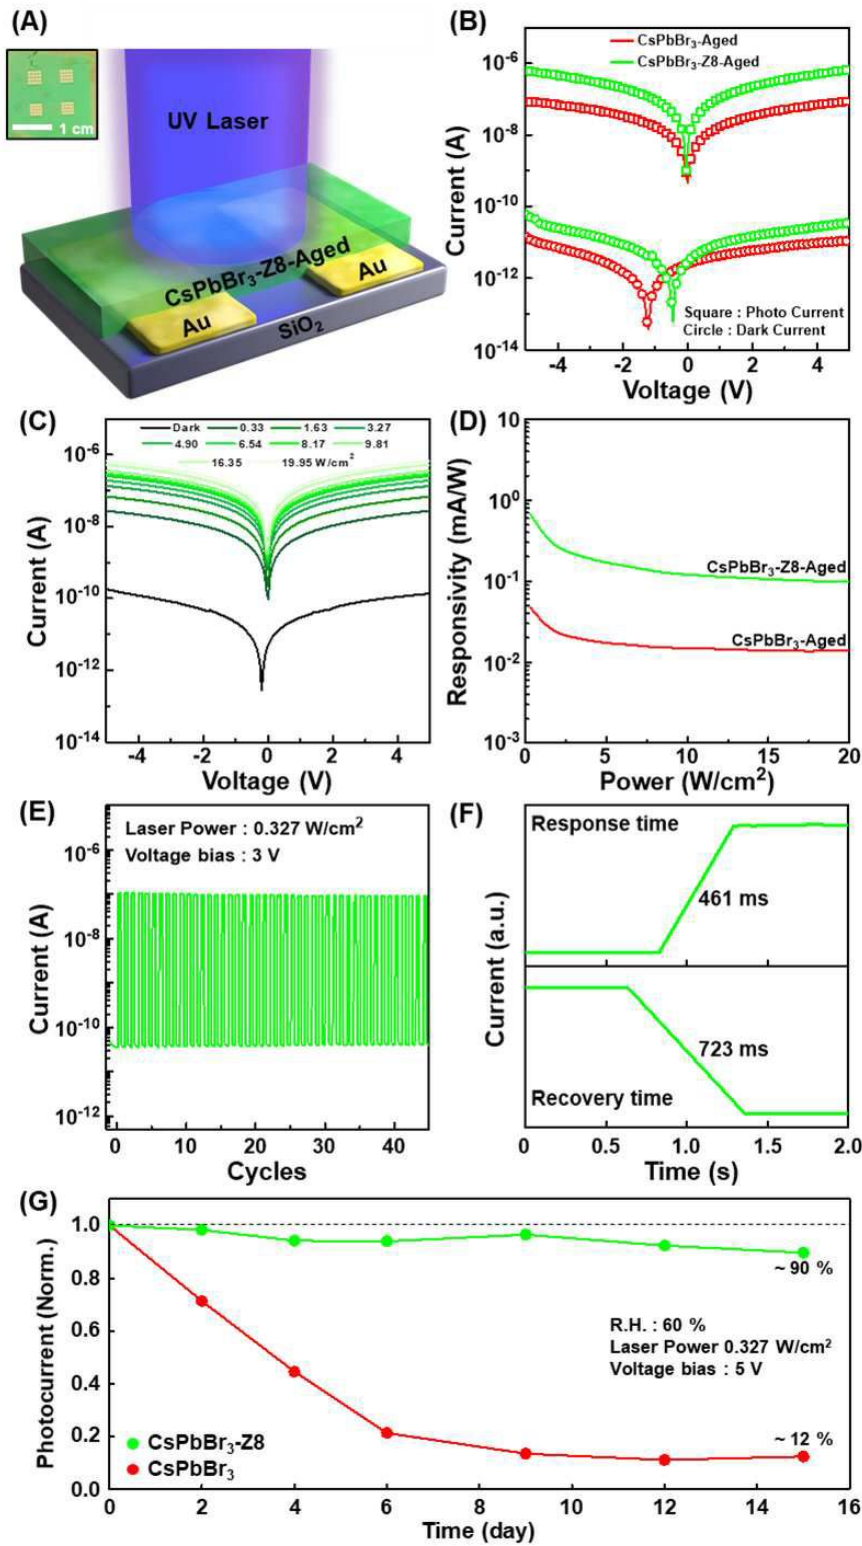 (A)
1 cm
UV Laser
CsPbBr₃-Z8-Aged
Au
Au
SiO₂
(B)
CsPbBr₃-Aged
CsPbBr₃-Z8-Aged
10⁻⁶
10⁻⁸
10⁻¹⁰
10⁻¹²
10⁻¹⁴
Current (A)
Square : Photo Current
Circle : Dark Current
-4 -2 0 2 4
Voltage (V)
(C)
Dark 0.33 1.63 3.27
4.90 6.54 8.17 9.81
16.35 19.95 W/cm²
10⁻⁶
10⁻⁸
10⁻¹⁰
10⁻¹²
10⁻¹⁴
Current (A)
-4 -2 0 2 4
Voltage (V)
(D)
10
10⁰
10⁻¹
10⁻²
10⁻³
Responsivity (mA/W)
CsPbBr₃-Z8-Aged
CsPbBr₃-Aged
0 5 10 15 20
Power (W/cm²)
(E)
Laser Power : 0.327 W/cm²
Voltage bias : 3 V
10⁻⁶
10⁻⁸
10⁻¹⁰
10⁻¹²
Current (A)
0 10 20 30 40
Cycles
(F)
Response time
461 ms
723 ms
Recovery time
Current (a.u.)
0 0.5 1.0 1.5 2.0
Time (s)
(G)
1.0
0.8
0.6
0.4
0.2
0.0
Photocurrent (Norm.)
~ 90 %
R.H. : 60 %
Laser Power 0.327 W/cm²
Voltage bias : 5 V
~ 12 %
CsPbBr₃-Z8
CsPbBr₃
0 2 4 6 8 10 12 14 16
Time (day)